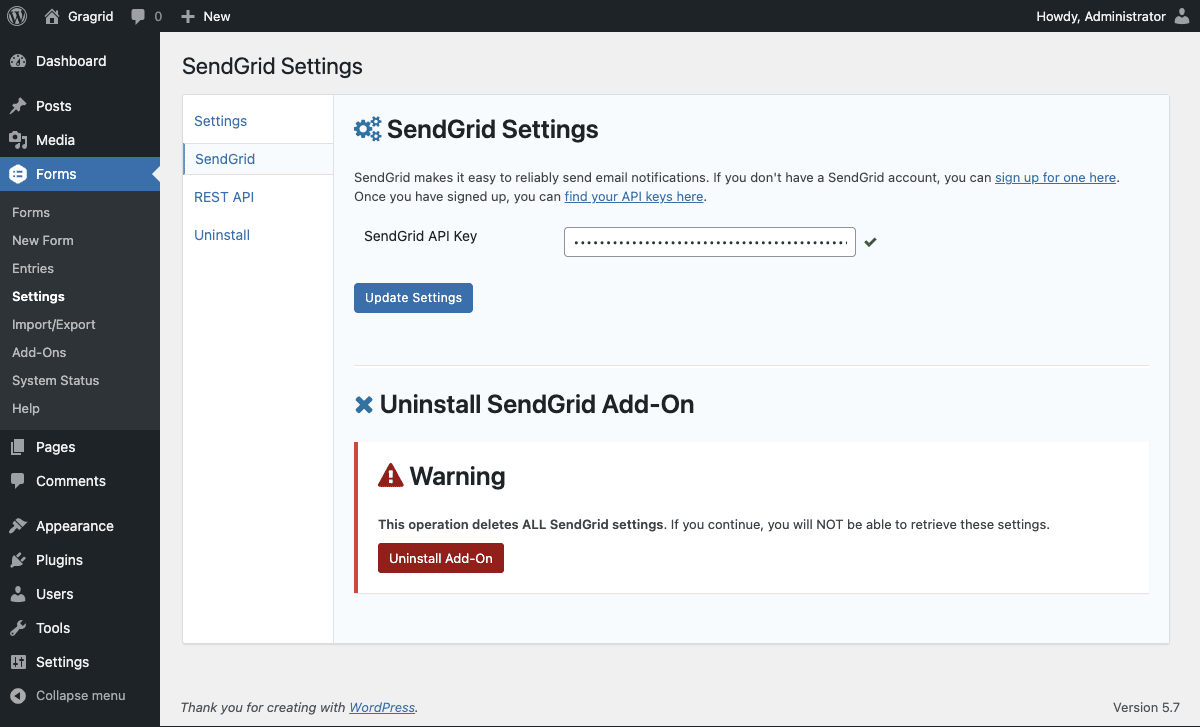 Gragrid 0 New Howdy, Administrator
Dashboard
Posts
Media
Forms
Forms
New Form
Entries
Settings
Import/Export
Add-Ons
System Status
Help
Pages
Comments
Appearance
Plugins
Users
Tools
Settings
Collapse menu
SendGrid Settings
Settings
SendGrid
REST API
Uninstall
SendGrid Settings
SendGrid makes it easy to reliably send email notifications. If you don't have a SendGrid account, you can sign up for one here.
Once you have signed up, you can find your API keys here.
SendGrid API Key
Update Settings
Uninstall SendGrid Add-On
Warning
This operation deletes ALL SendGrid settings. If you continue, you will NOT be able to retrieve these settings.
Uninstall Add-On
Thank you for creating with WordPress. Version 5.7